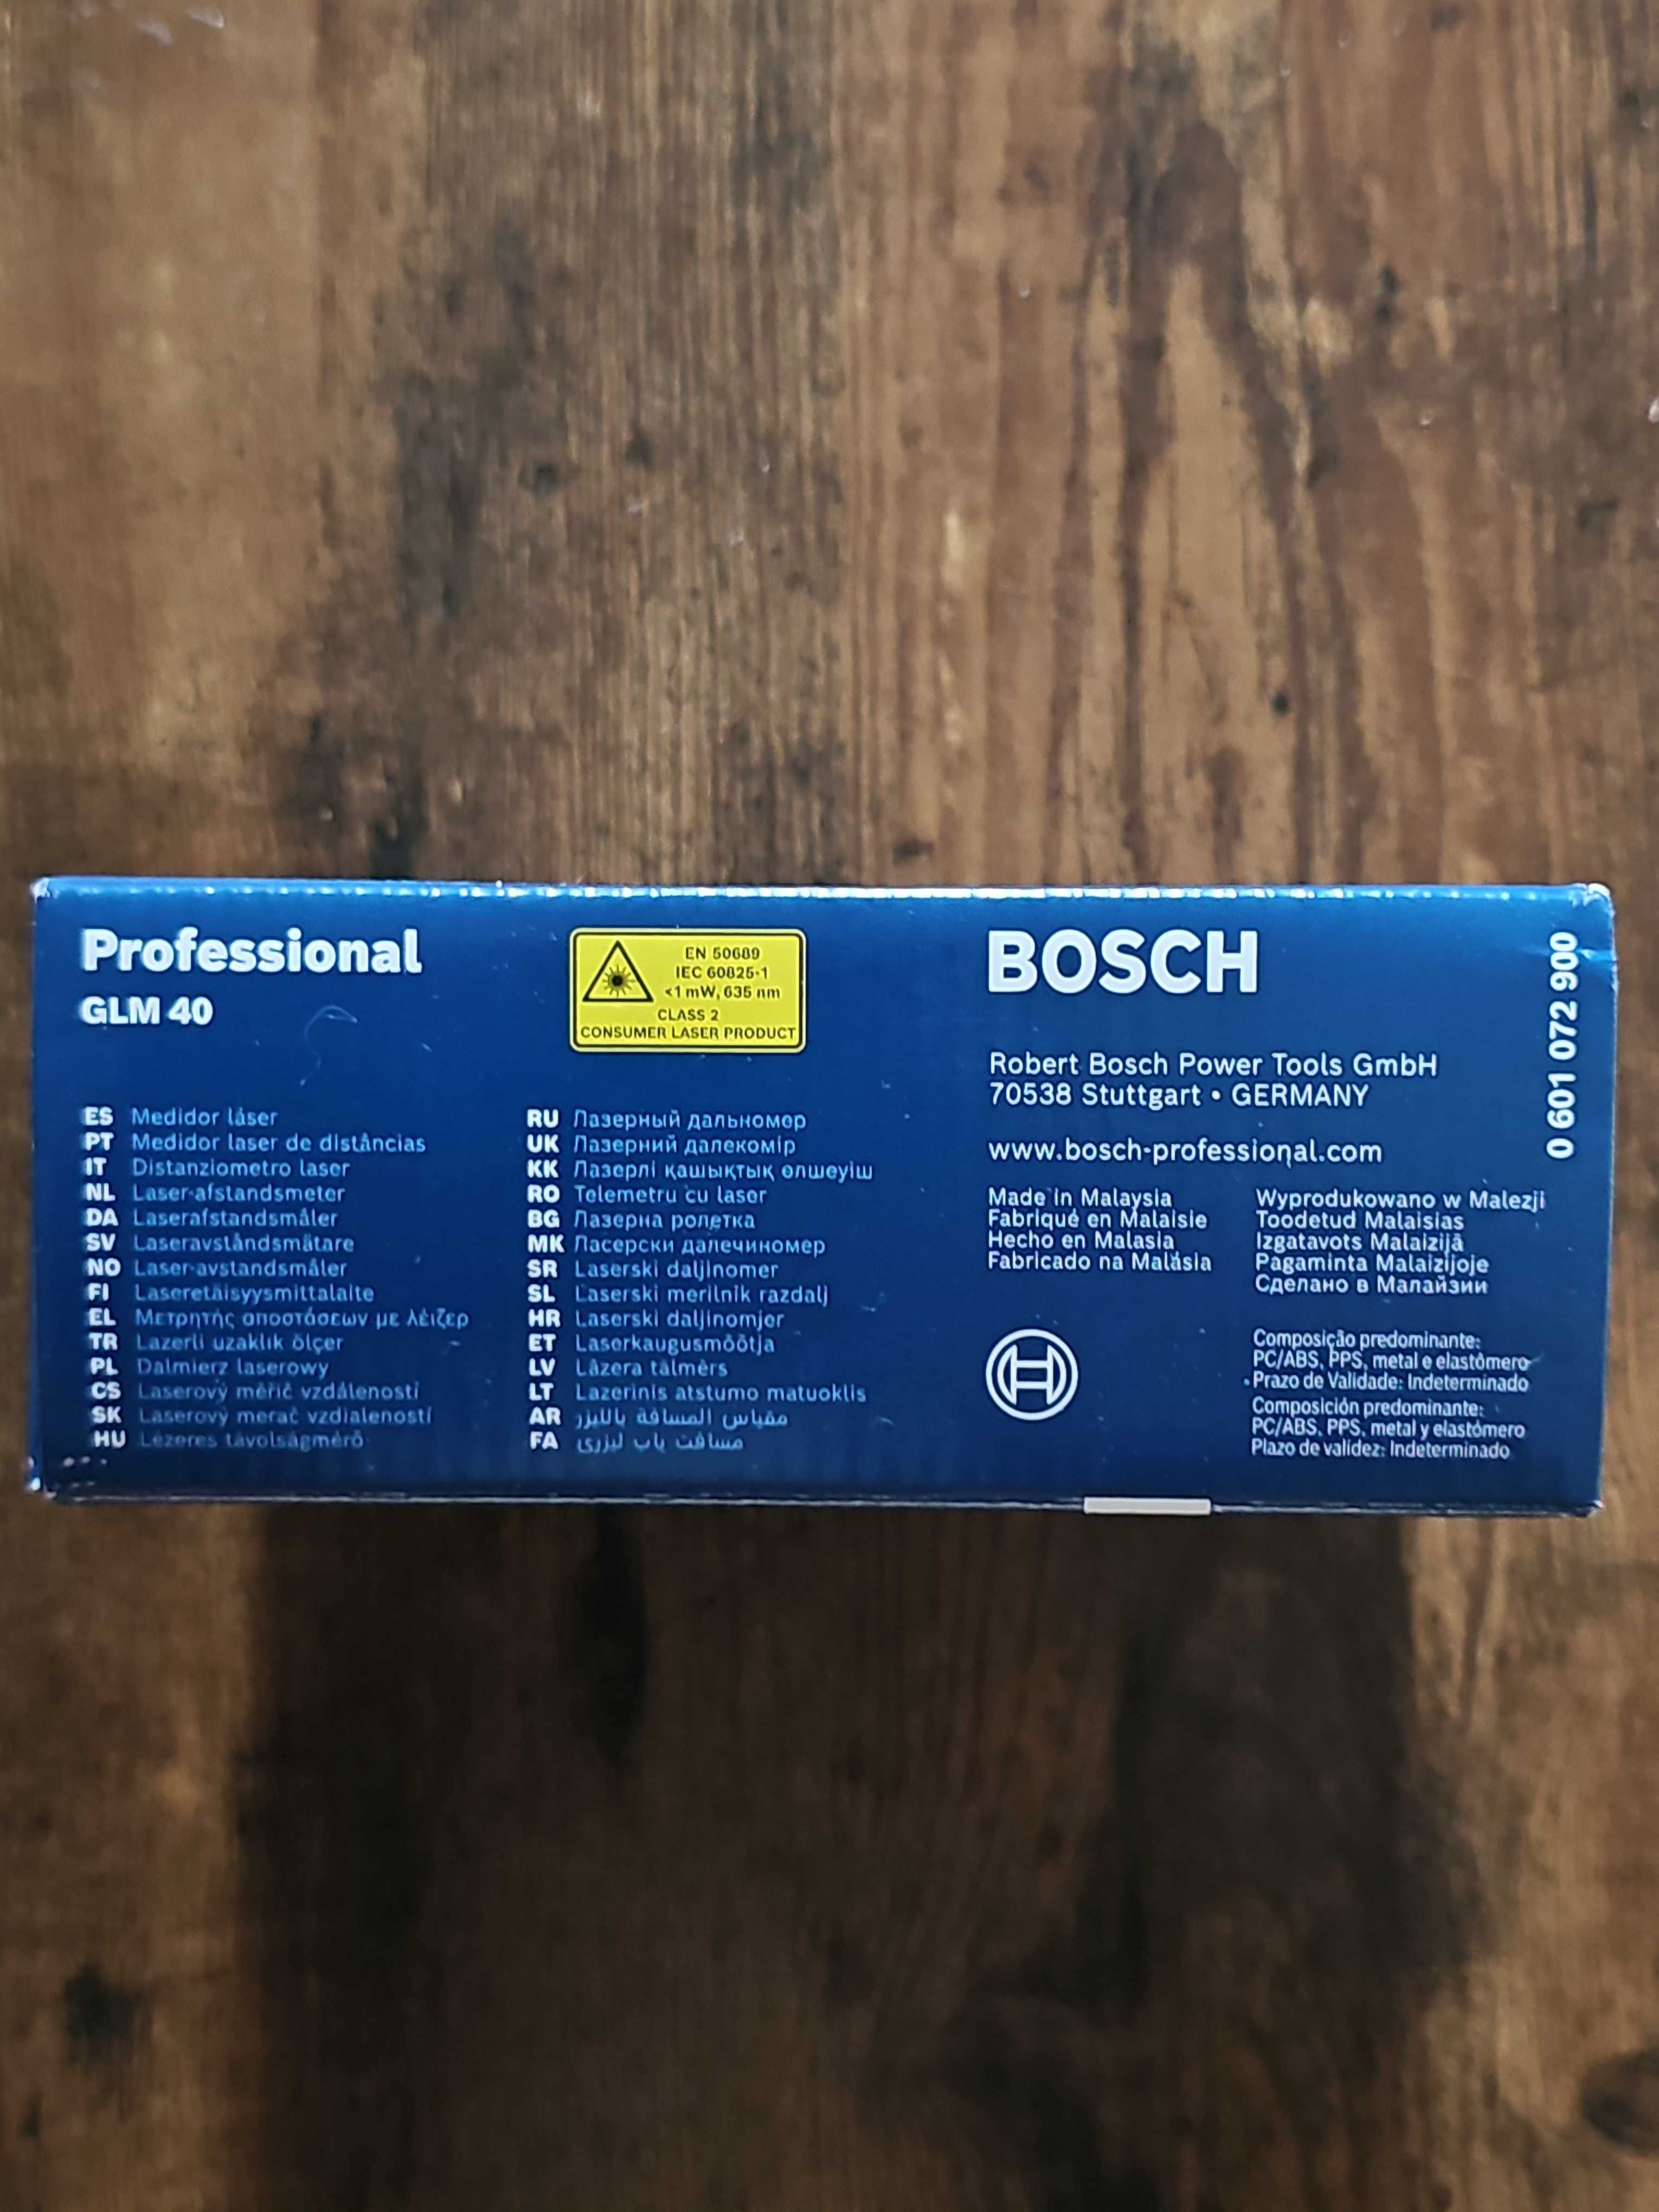 Professional
GLM 40
EN 50689
IEC 60825-1
<1 mW, 635 nm
CLASS 2
CONSUMER LASER PRODUCT
ES Medidor láser
PT Medidor laser de distâncias
IT Distanziometro laser
NL Laser-afstandsmeter
DA Laserafstandsmåler
SV Laseravståndsmätare
NO Laser-avstandsmåler
FI Laseretäisyysmittalaite
EL Μετρητής αποστάσεων με λέιζερ
TR Lazerli uzaklık ölçer
PL Dalmierz laserowy
CS Laserový měřič vzdáleností
SK Laserový merač vzdialeností
HU Lézeres távolságmérő
RU Лазерный дальномер
UK Лазерний далекомір
KK Лазерлі қашықтық өлшеуіш
RO Telemetru cu laser
BG Лазерна ролетка
MK Ласерски далечиномер
SR Laserski daljinomer
SL Laserski merilnik razdalj
HR Laserski daljinomjer
ET Laserkaugusmõõtja
LV Lāzera tālmērs
LT Lazerinis atstumo matuoklis
AR مقياس المسافة بالليزر
FA مسافت یاب لیزری
BOSCH
Robert Bosch Power Tools GmbH
70538 Stuttgart • GERMANY
www.bosch-professional.com
Made in Malaysia
Fabriqué en Malaisie
Hecho en Malasia
Fabricado na Malásia
Wyprodukowano w Malezji
Toodetud Malaisias
Izgatavots Malaizijā
Pagaminta Malaizijoje
Сделано в Малайзии
Composição predominante:
PC/ABS, PPS, metal e elastômero
Prazo de Validade: Indeterminado
Composición predominante:
PC/ABS, PPS, metal y elastómero
Plazo de validez: Indeterminado
0 601 072 900